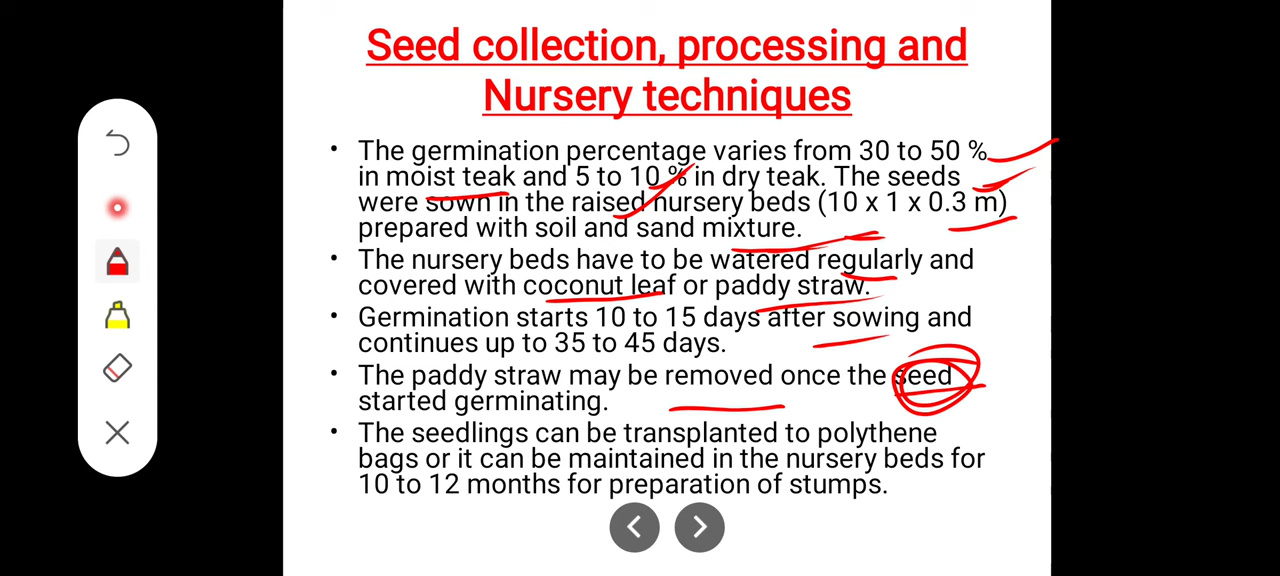 Seed collection, processing and
Nursery techniques
• The germination percentage varies from 30 to 50 %
in moist teak and 5 to 10 % in dry teak. The seeds
were sown in the raised nursery beds (10 x 1 x 0.3 m)
prepared with soil and sand mixture.
• The nursery beds have to be watered regularly and
covered with coconut leaf or paddy straw.
• Germination starts 10 to 15 days after sowing and
continues up to 35 to 45 days.
• The paddy straw may be removed once the seed
started germinating.
• The seedlings can be transplanted to polythene
bags or it can be maintained in the nursery beds for
10 to 12 months for preparation of stumps.